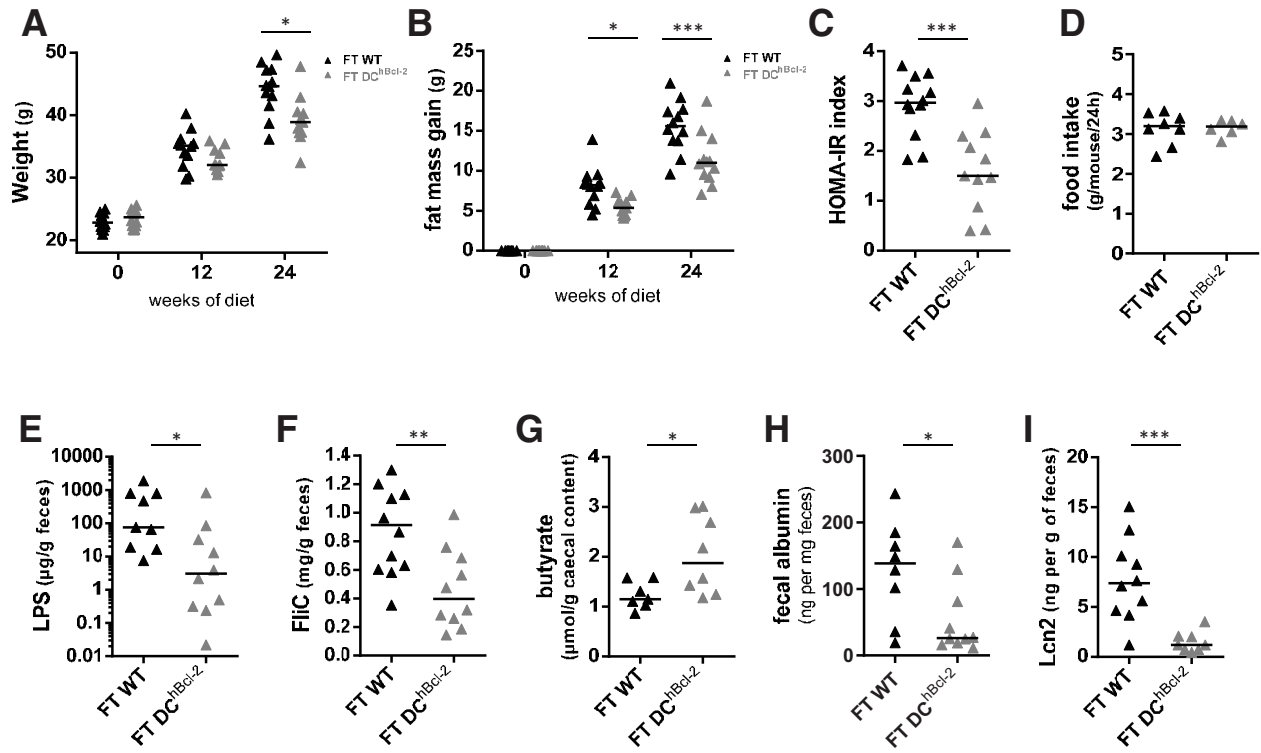 A
*
50
40
30
20
Weight (g)
0 12 24
weeks of diet
FT WT
FT DC^hBcl-2
B
* ***
25
20
15
10
5
0
fat mass gain (g)
0 12 24
weeks of diet
FT WT
FT DC^hBcl-2
C
***
4
3
2
1
0
HOMA-IR index
FT WT
FT DC^hBcl-2
D
5
4
3
2
1
0
food intake
(g/mouse/24h)
FT WT
FT DC^hBcl-2
E
*
10000
1000
100
10
1
0.1
0.01
LPS (µg/g feces)
FT WT
FT DC^hBcl-2
F
**
1.4
1.2
1.0
0.8
0.6
0.4
0.2
0.0
FliC (mg/g feces)
FT WT
FT DC^hBcl-2
G
*
4
3
2
1
0
butyrate
(µmol/g caecal content)
FT WT
FT DC^hBcl-2
H
*
300
200
100
0
fecal albumin
(ng per mg feces)
FT WT
FT DC^hBcl-2
I
***
20
15
10
5
0
Lcn2 (ng per g of feces)
FT WT
FT DC^hBcl-2